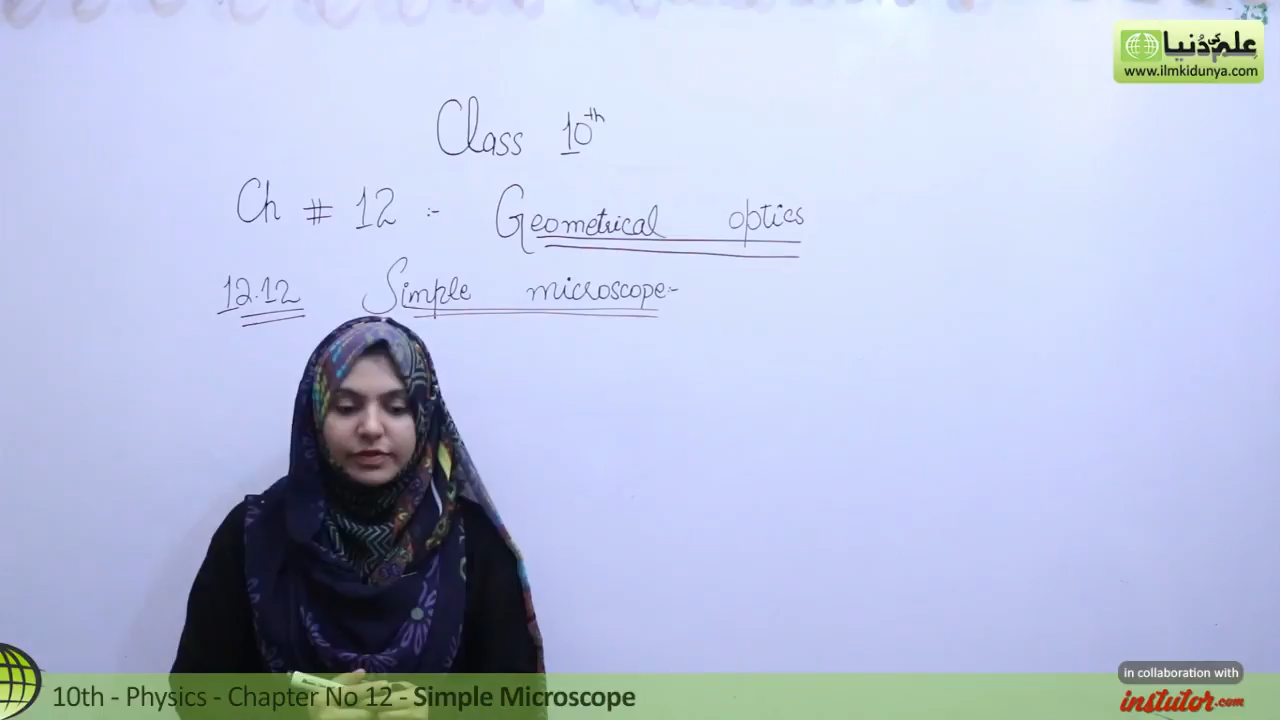 علم کی دُنیا
www.ilmkidunya.com
Class 10th
Ch # 12 :- Geometrical optics
12.12 Simple microscope:-
10th - Physics - Chapter No 12 - Simple Microscope
in collaboration with
instutor.com